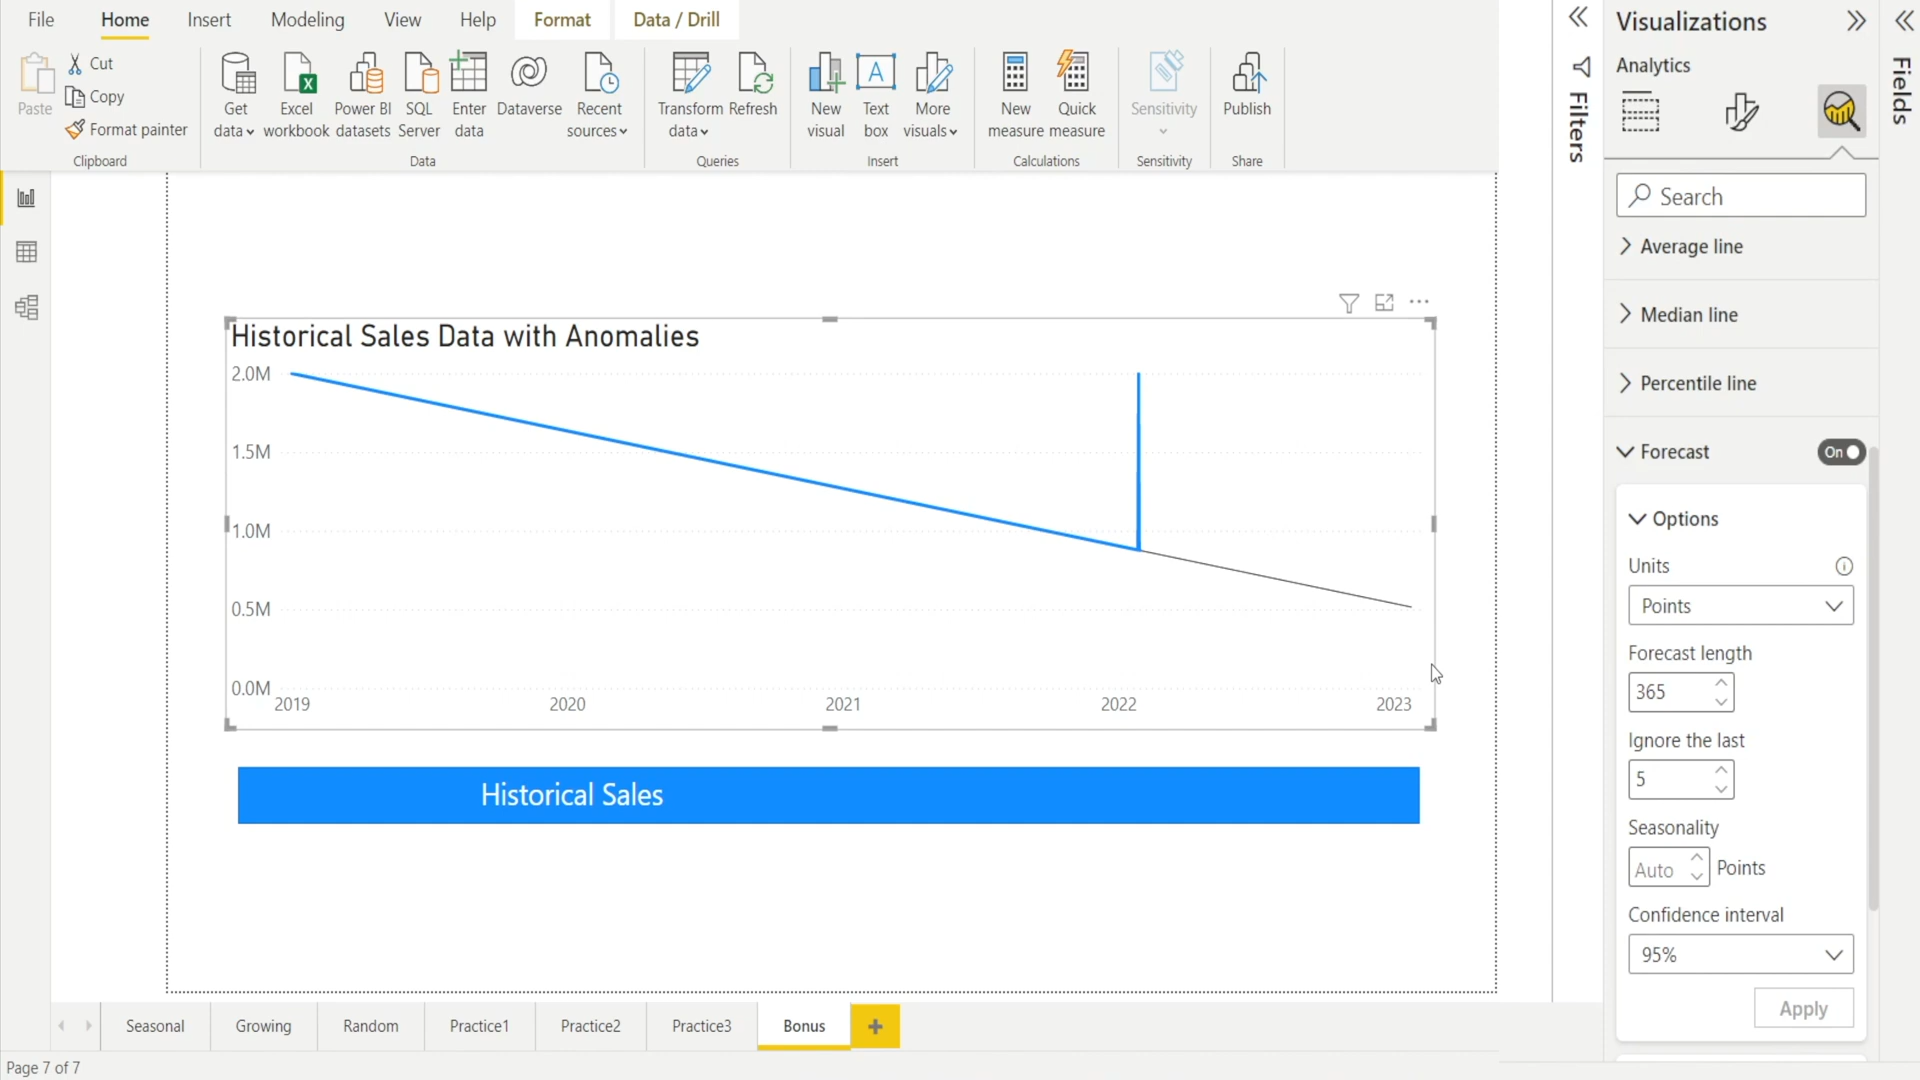 File Home Insert Modeling View Help Format Data / Drill
Paste
Cut
Copy
Format painter
Clipboard
Get data
Excel workbook
Power BI datasets
SQL Server
Enter data
Dataverse
Recent sources
Data
Transform data
Refresh
Queries
New visual
A
Text box
More visuals
Insert
New measure
Quick measure
Calculations
Sensitivity
Sensitivity
Publish
Share
Historical Sales Data with Anomalies
2.0M
1.5M
1.0M
0.5M
0.0M
2019 2020 2021 2022 2023
Historical Sales
Filters
Visualizations
Analytics
Search
Average line
Median line
Percentile line
Forecast On
Options
Units
Points
Forecast length
365
Ignore the last
5
Seasonality
Auto Points
Confidence interval
95%
Apply
Fields
Seasonal Growing Random Practice1 Practice2 Practice3 Bonus
Page 7 of 7